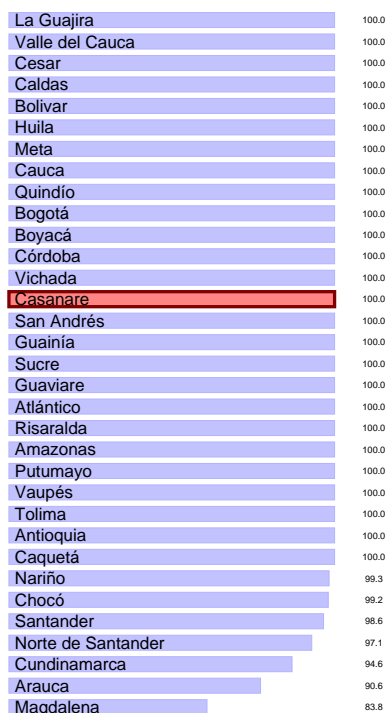 La Guajira 100.0
Valle del Cauca 100.0
Cesar 100.0
Caldas 100.0
Bolivar 100.0
Huila 100.0
Meta 100.0
Cauca 100.0
Quindío 100.0
Bogotá 100.0
Boyacá 100.0
Córdoba 100.0
Vichada 100.0
Casanare 100.0
San Andrés 100.0
Guainía 100.0
Sucre 100.0
Guaviare 100.0
Atlántico 100.0
Risaralda 100.0
Amazonas 100.0
Putumayo 100.0
Vaupés 100.0
Tolima 100.0
Antioquia 100.0
Caquetá 100.0
Nariño 99.3
Chocó 99.2
Santander 98.6
Norte de Santander 97.1
Cundinamarca 94.6
Arauca 90.6
Magdalena 83.8